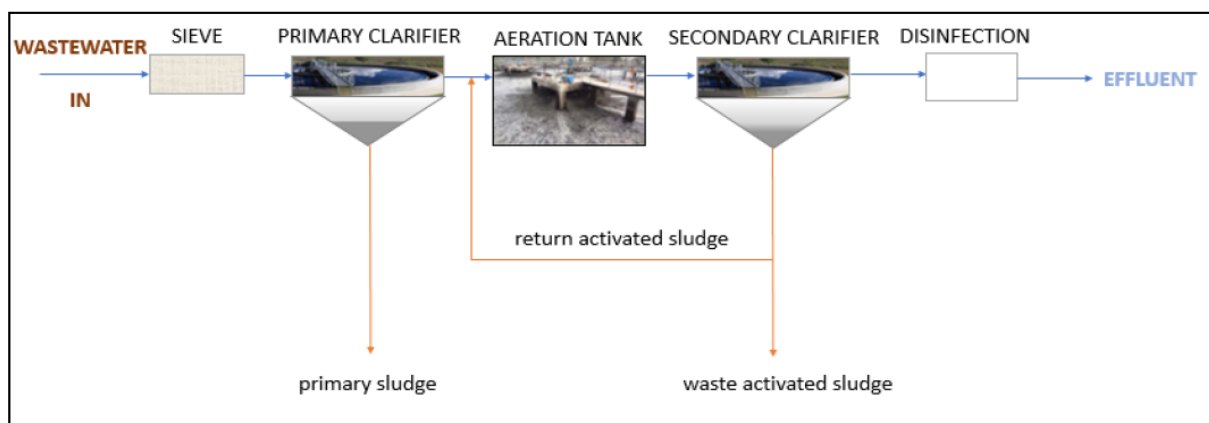 WASTEWATER
IN
SIEVE
PRIMARY CLARIFIER
AERATION TANK
SECONDARY CLARIFIER
DISINFECTION
EFFLUENT
return activated sludge
primary sludge
waste activated sludge